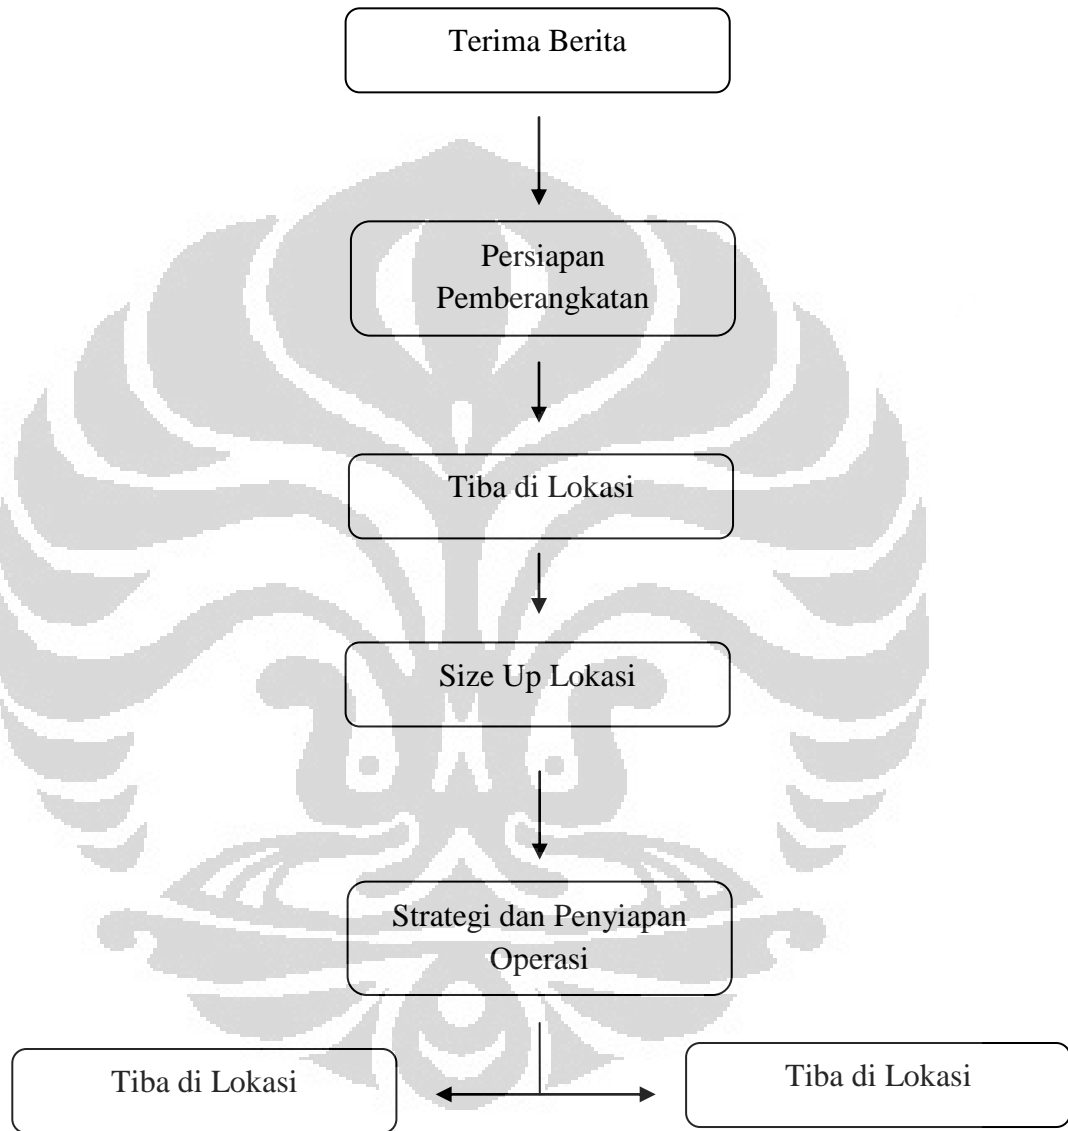 Terima Berita
Persiapan
Pemberangkatan
Tiba di Lokasi
Size Up Lokasi
Strategi dan Penyiapan
Operasi
Tiba di Lokasi
Tiba di Lokasi